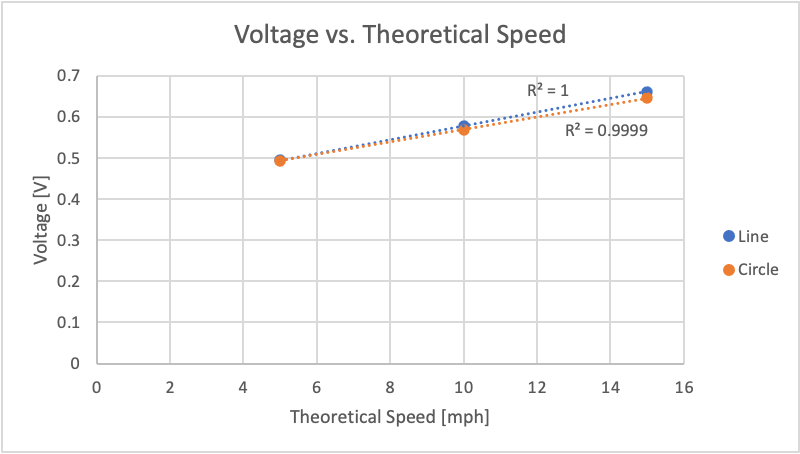 Voltage vs. Theoretical Speed
0.7
0.6
0.5
0.4
0.3
0.2
0.1
0
Voltage [V]
R² = 1
R² = 0.9999
Line
Circle
0 2 4 6 8 10 12 14 16
Theoretical Speed [mph]